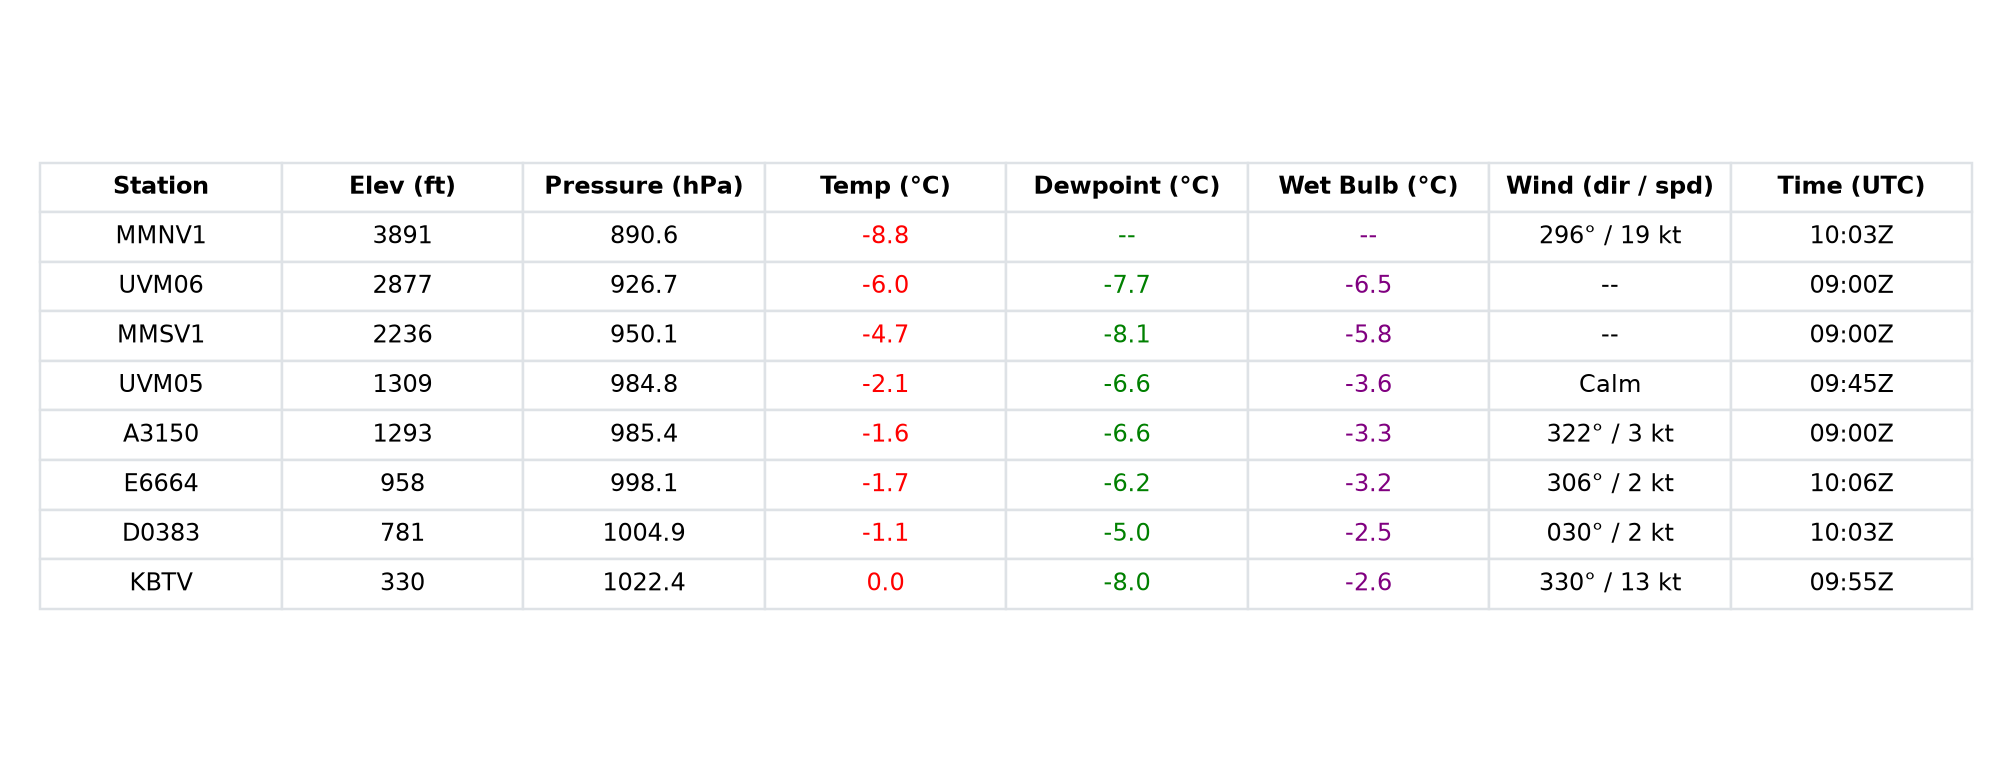 Station Elev (ft) Pressure (hPa) Temp (°C) Dewpoint (°C) Wet Bulb (°C) Wind (dir / spd) Time (UTC)
MMNV1 3891 890.6 -8.8 -- -- 296° / 19 kt 10:03Z
UVM06 2877 926.7 -6.0 -7.7 -6.5 -- 09:00Z
MMSV1 2236 950.1 -4.7 -8.1 -5.8 -- 09:00Z
UVM05 1309 984.8 -2.1 -6.6 -3.6 Calm 09:45Z
A3150 1293 985.4 -1.6 -6.6 -3.3 322° / 3 kt 09:00Z
E6664 958 998.1 -1.7 -6.2 -3.2 306° / 2 kt 10:06Z
D0383 781 1004.9 -1.1 -5.0 -2.5 030° / 2 kt 10:03Z
KBTV 330 1022.4 0.0 -8.0 -2.6 330° / 13 kt 09:55Z